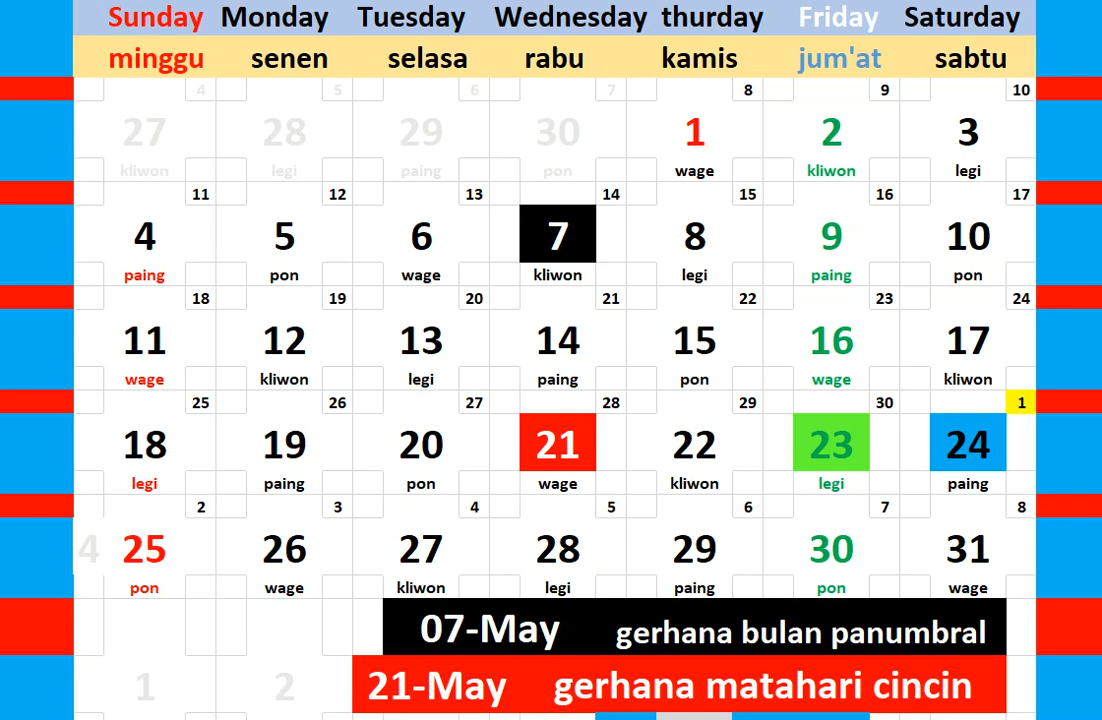 Sunday Monday Tuesday Wednesday thurday Friday Saturday
minggu senen selasa rabu kamis jum'at sabtu
4 5 6 7 8 9 10
27 28 29 30 1 2 3
kliwon legi paing pon wage kliwon legi
11 12 13 14 15 16 17
4 5 6 7 8 9 10
paing pon wage kliwon legi paing pon
18 19 20 21 22 23 24
11 12 13 14 15 16 17
wage kliwon legi paing pon wage kliwon
25 26 27 28 29 30 1
18 19 20 21 22 23 24
legi paing pon wage kliwon legi paing
2 3 4 5 6 7 8
4 25 26 27 28 29 30 31
pon wage kliwon legi paing pon wage
07-May gerhana bulan panumbral
1 2 21-May gerhana matahari cincin